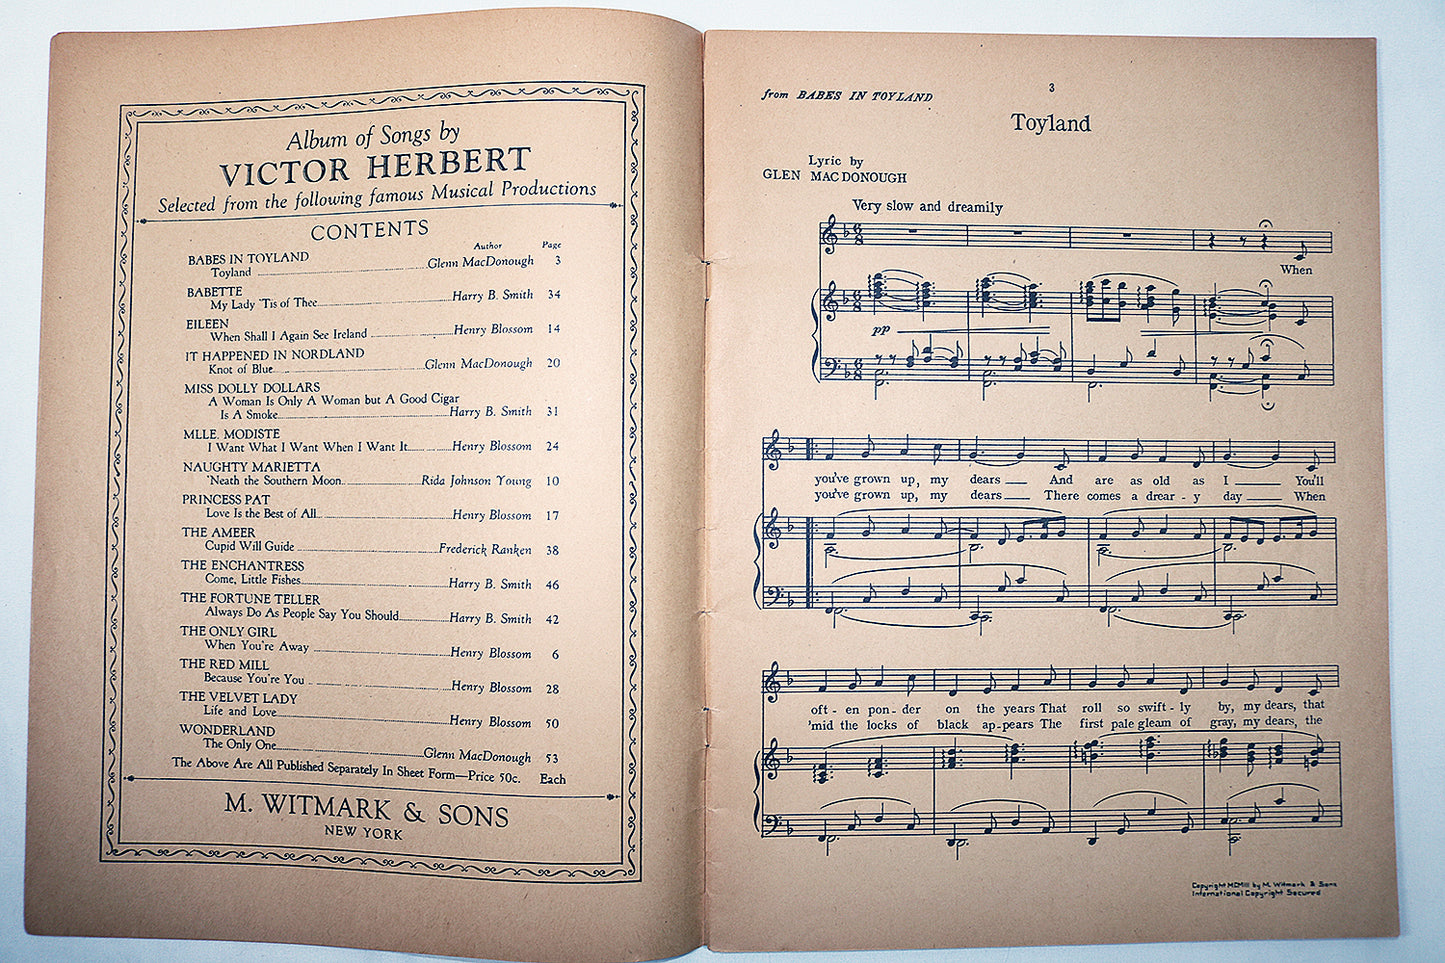 Album of Songs by
VICTOR HERBERT
Selected from the following famous Musical Productions
CONTENTS
Author Page
BABES IN TOYLAND
Toyland Glenn MacDonough 3
BABETTE
My Lady 'Tis of Thee Harry B. Smith 34
EILEEN
When Shall I Again See Ireland Henry Blossom 14
IT HAPPENED IN NORDLAND
Knot of Blue Glenn MacDonough 20
MISS DOLLY DOLLARS
A Woman Is Only A Woman but A Good Cigar
Is A Smoke Harry B. Smith 31
MLLE. MODISTE
I Want What I Want When I Want It Henry Blossom 24
NAUGHTY MARIETTA
'Neath the Southern Moon Rida Johnson Young 10
PRINCESS PAT
Love Is the Best of All Henry Blossom 17
THE AMEER
Cupid Will Guide Frederick Ranken 38
THE ENCHANTRESS
Come, Little Fishes Harry B. Smith 46
THE FORTUNE TELLER
Always Do As People Say You Should Harry B. Smith 42
THE ONLY GIRL
When You're Away Henry Blossom 6
THE RED MILL
Because You're You Henry Blossom 28
THE VELVET LADY
Life and Love Henry Blossom 50
WONDERLAND
The Only One Glenn MacDonough 53
The Above Are All Published Separately In Sheet Form—Price 50c. Each
M. WITMARK & SONS
NEW YORK
3
from BABES IN TOYLAND
Toyland
Lyric by
GLEN MAC DONOUGH
Very slow and dreamily
When
pp
you've grown up, my dears And are as old as I You'll
you've grown up, my dears There comes a drear - y day When
oft - en pon - der on the years That roll so swift - ly by, my dears, that
'mid the locks of black ap - pears The first pale gleam of gray, my dears, the
Copyright MCMIII by M. Witmark & Sons
International Copyright Secured